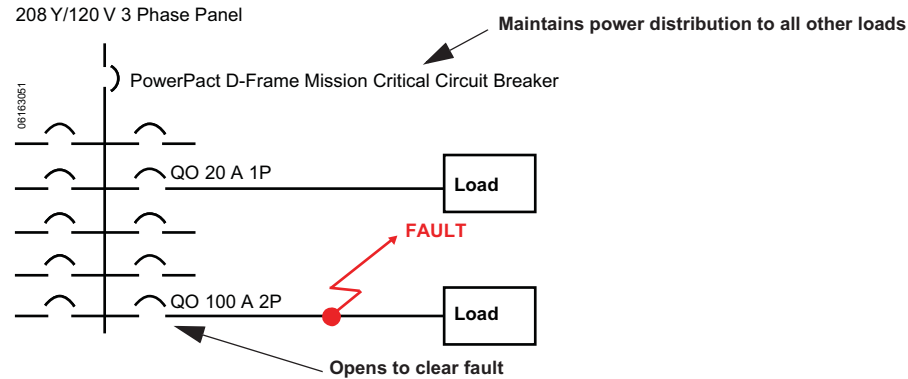 208 Y/120 V 3 Phase Panel
Maintains power distribution to all other loads
PowerPact D-Frame Mission Critical Circuit Breaker
06163051
QO 20 A 1P
Load
FAULT
QO 100 A 2P
Load
Opens to clear fault